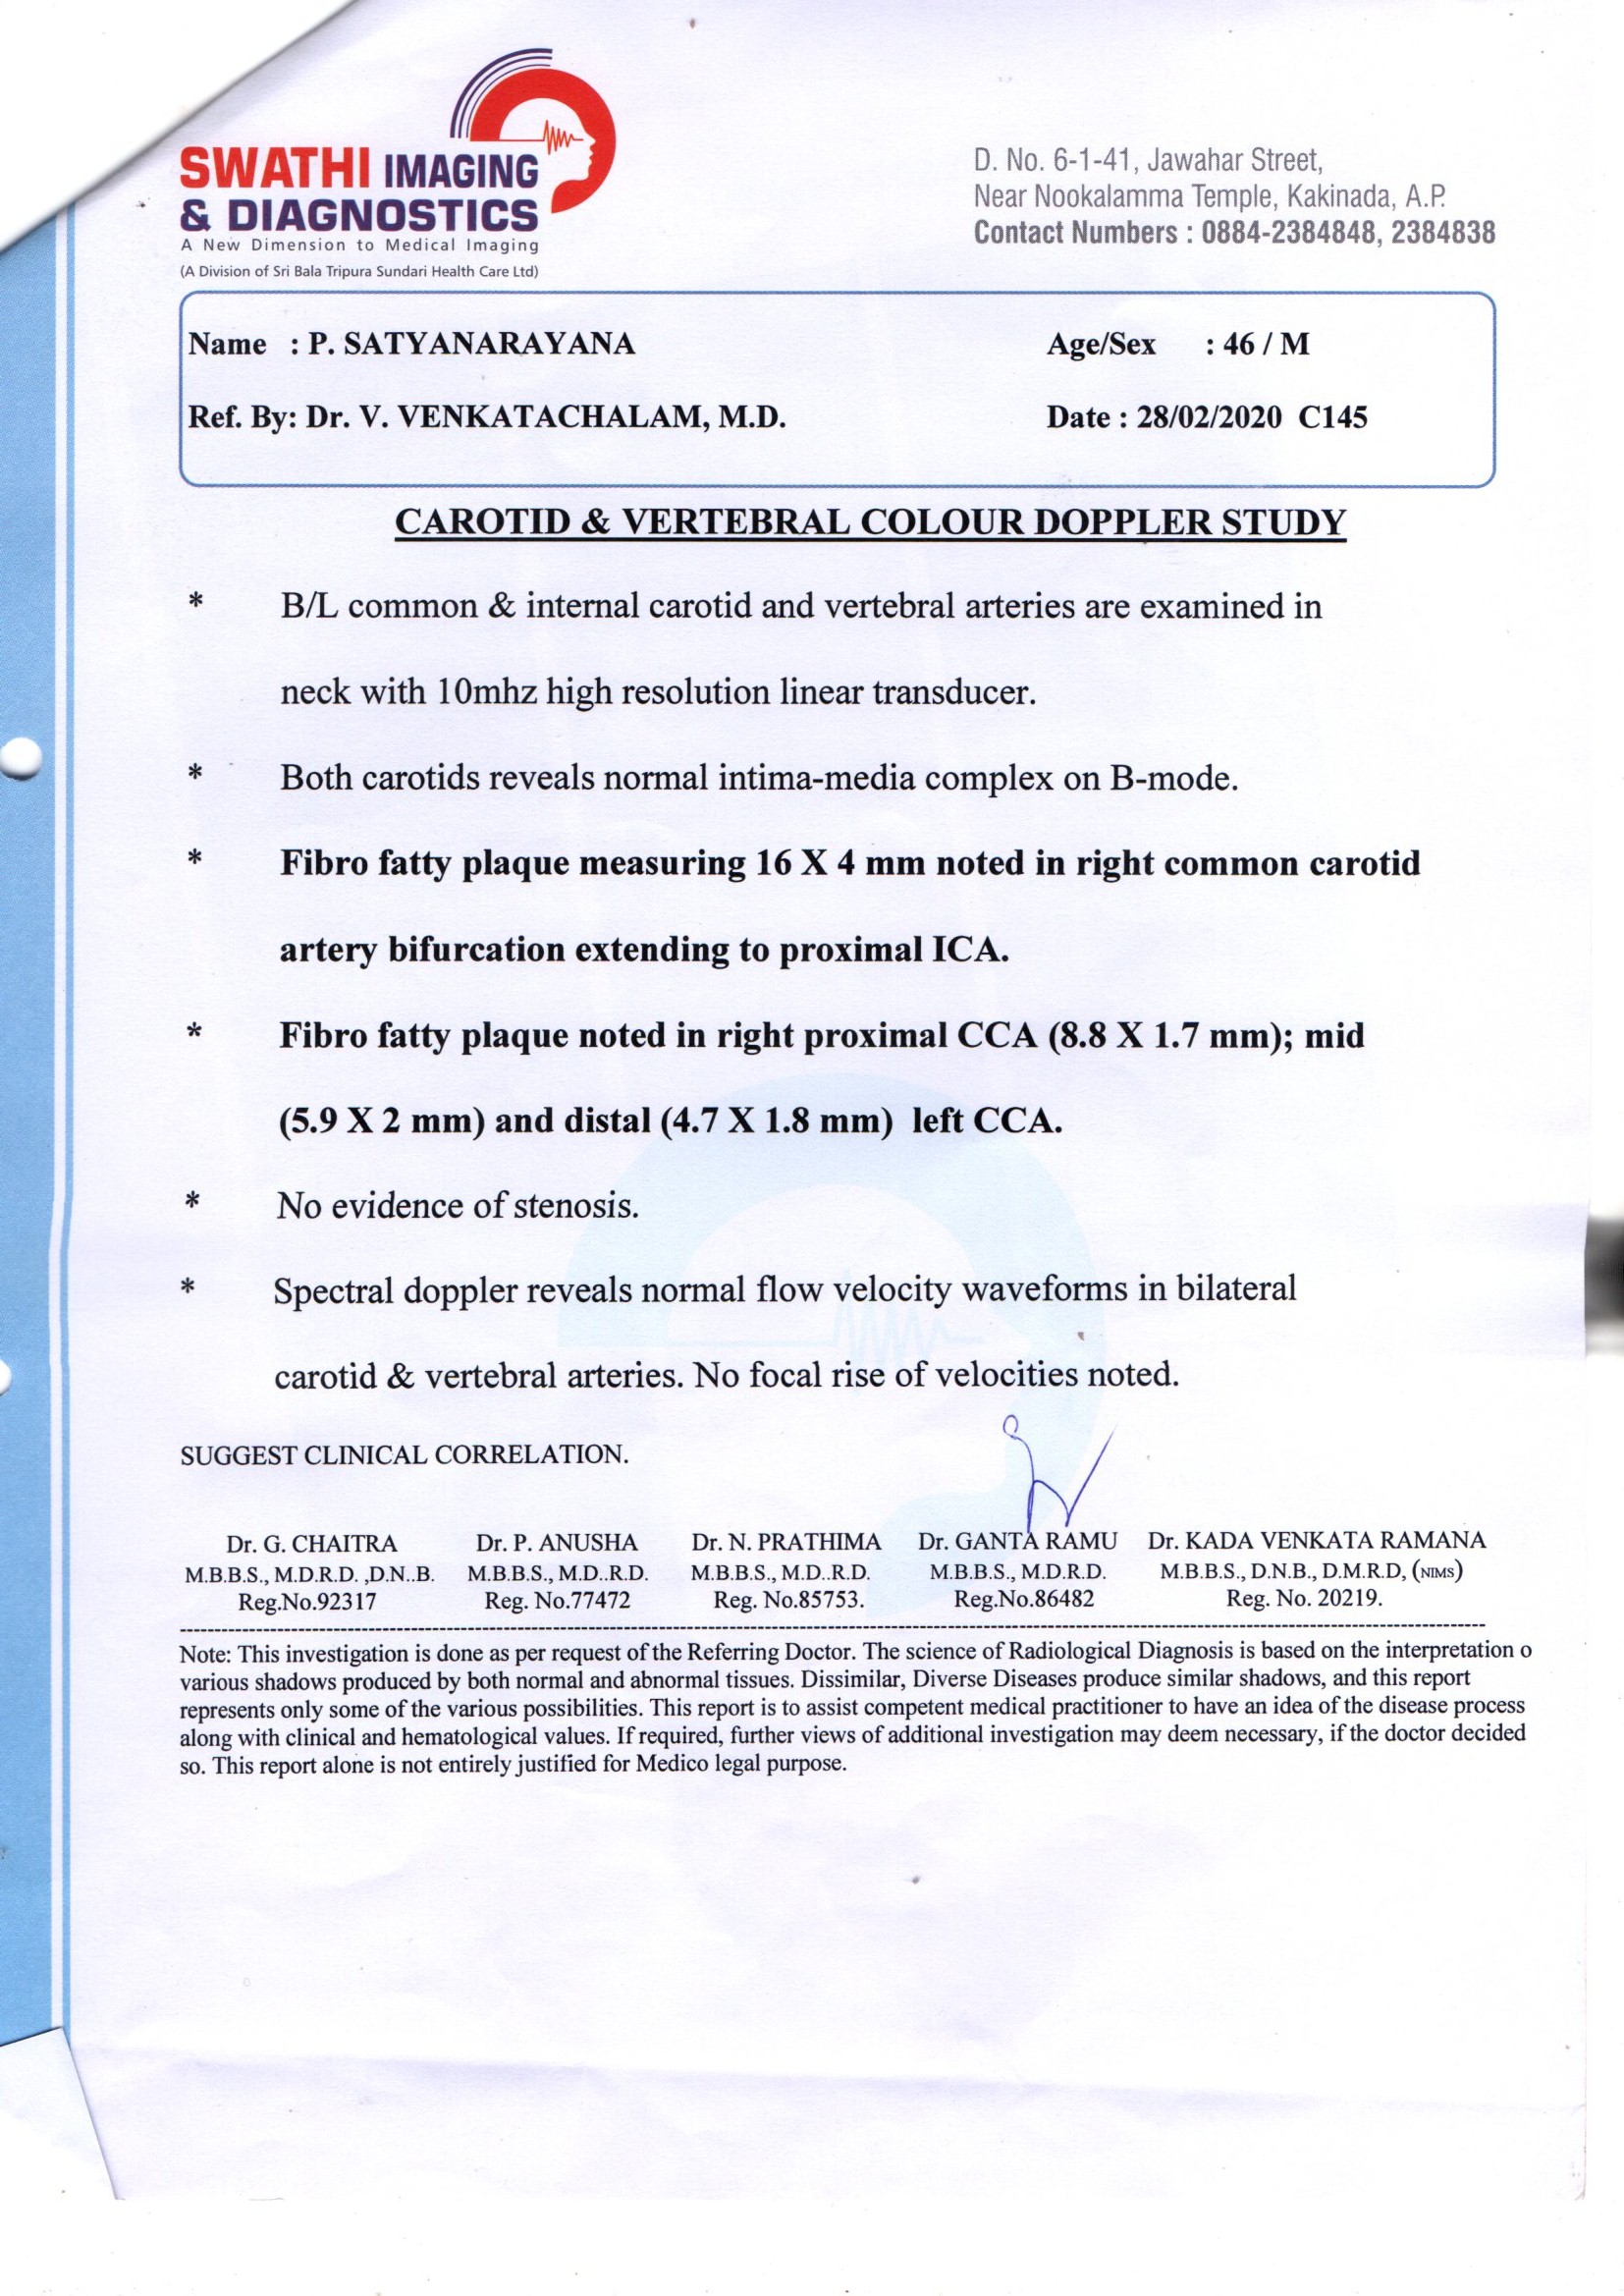 SWATHI IMAGING
& DIAGNOSTICS
A New Dimension to Medical Imaging
(A Division of Sri Bala Tripura Sundari Health Care Ltd)
D. No. 6-1-41, Jawahar Street,
Near Nookalamma Temple, Kakinada, A.P.
Contact Numbers : 0884-2384848, 2384838
Name : P. SATYANARAYANA Age/Sex : 46 / M
Ref. By: Dr. V. VENKATACHALAM, M.D. Date : 28/02/2020 C145
CAROTID & VERTEBRAL COLOUR DOPPLER STUDY
* B/L common & internal carotid and vertebral arteries are examined in
neck with 10mhz high resolution linear transducer.
* Both carotids reveals normal intima-media complex on B-mode.
* Fibro fatty plaque measuring 16 X 4 mm noted in right common carotid
artery bifurcation extending to proximal ICA.
* Fibro fatty plaque noted in right proximal CCA (8.8 X 1.7 mm); mid
(5.9 X 2 mm) and distal (4.7 X 1.8 mm) left CCA.
* No evidence of stenosis.
* Spectral doppler reveals normal flow velocity waveforms in bilateral
carotid & vertebral arteries. No focal rise of velocities noted.
SUGGEST CLINICAL CORRELATION.
Dr. G. CHAITRA Dr. P. ANUSHA Dr. N. PRATHIMA Dr. GANTA RAMU Dr. KADA VENKATA RAMANA
M.B.B.S., M.D.R.D. ,D.N..B. M.B.B.S., M.D..R.D. M.B.B.S., M.D..R.D. M.B.B.S., M.D.R.D. M.B.B.S., D.N.B., D.M.R.D, (NIMS)
Reg.No.92317 Reg. No.77472 Reg. No.85753. Reg.No.86482 Reg. No. 20219.
Note: This investigation is done as per request of the Referring Doctor. The science of Radiological Diagnosis is based on the interpretation o
various shadows produced by both normal and abnormal tissues. Dissimilar, Diverse Diseases produce similar shadows, and this report
represents only some of the various possibilities. This report is to assist competent medical practitioner to have an idea of the disease process
along with clinical and hematological values. If required, further views of additional investigation may deem necessary, if the doctor decided
so. This report alone is not entirely justified for Medico legal purpose.